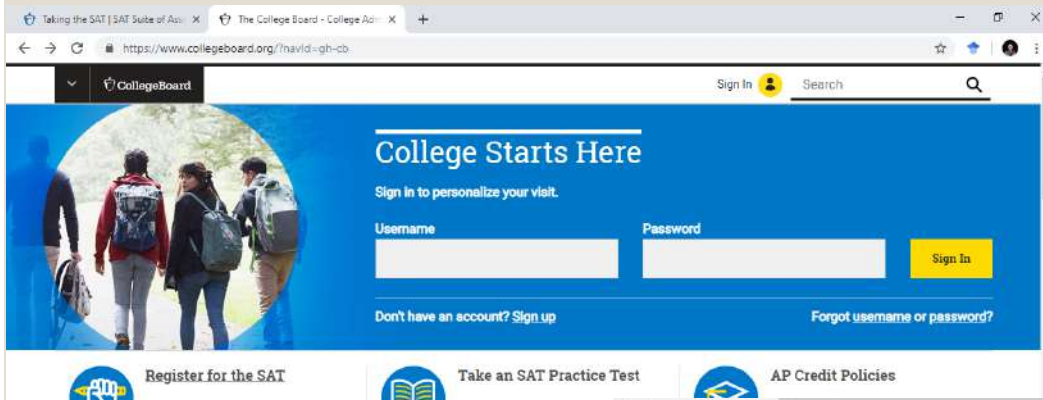 Taking the SAT | SAT Suite of Ass
The College Board - College Adm
https://www.collegeboard.org/?navId=gh-cb
CollegeBoard
Sign In
Search
College Starts Here
Sign in to personalize your visit.
Username
Password
Sign In
Don't have an account? Sign up
Forgot username or password?
Register for the SAT
Take an SAT Practice Test
AP Credit Policies